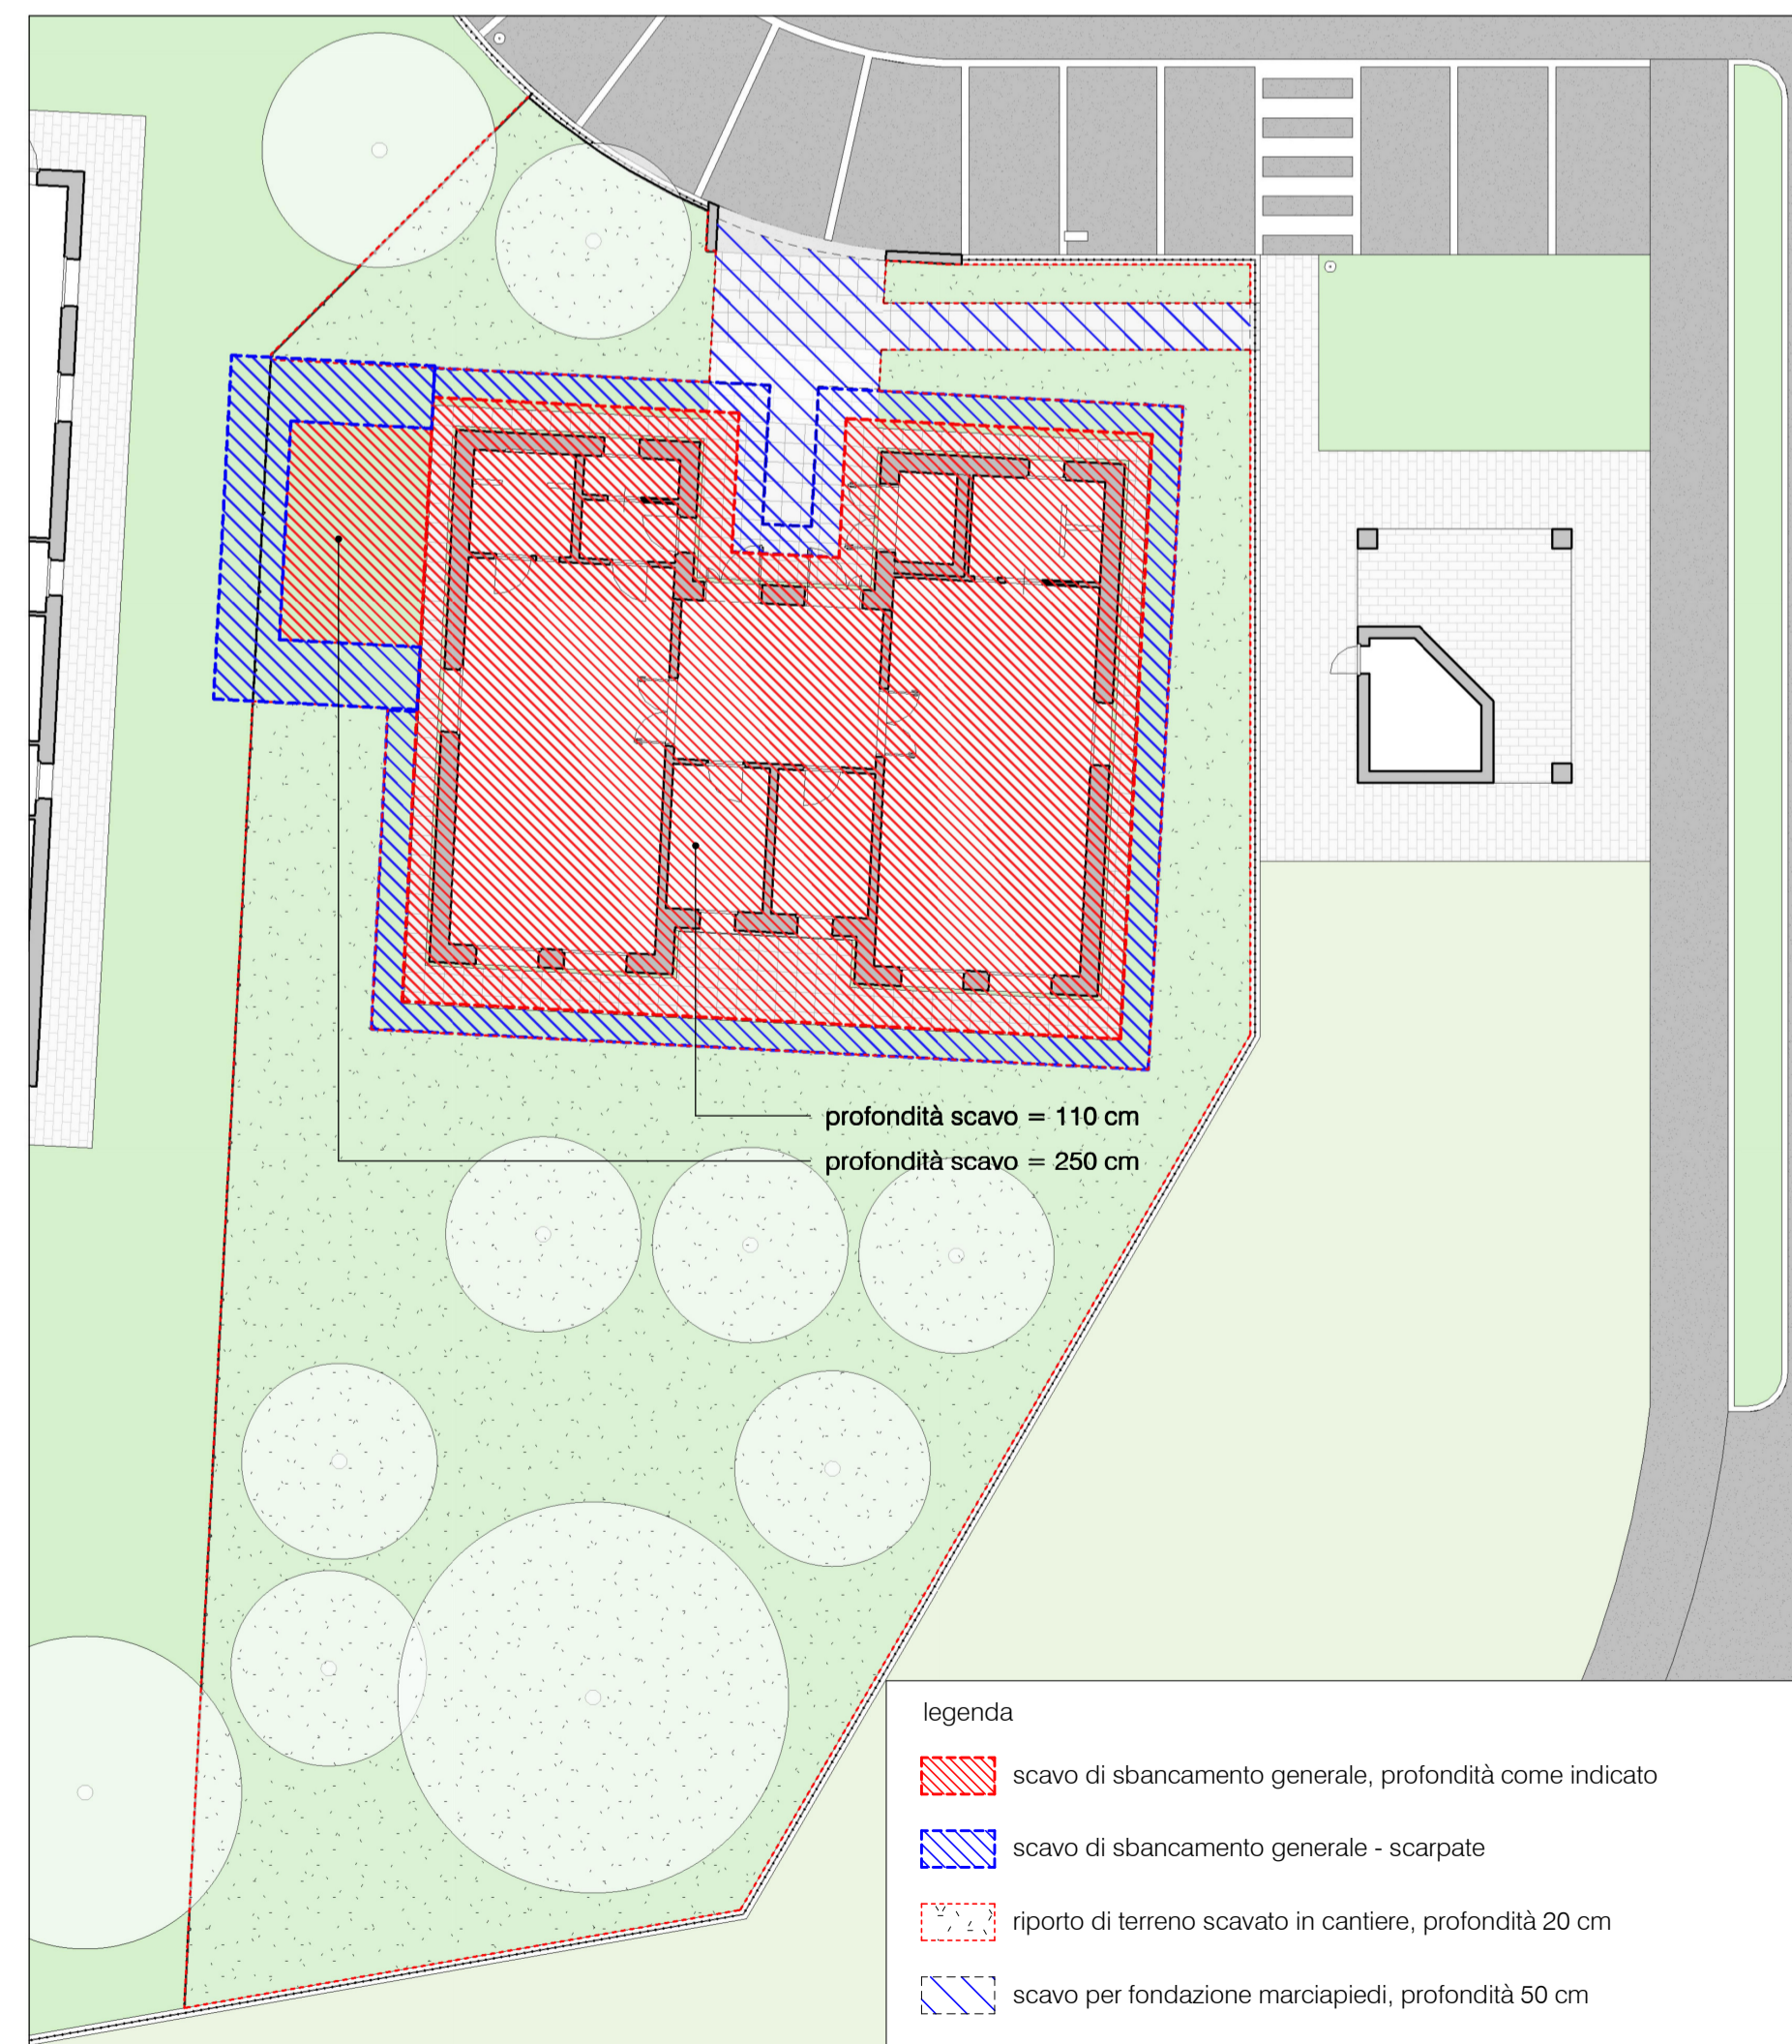 profondità scavo = 110 cm
profondità scavo = 250 cm
legenda
scavo di sbancamento generale, profondità come indicato
scavo di sbancamento generale - scarpate
riporto di terreno scavato in cantiere, profondità 20 cm
scavo per fondazione marciapiedi, profondità 50 cm